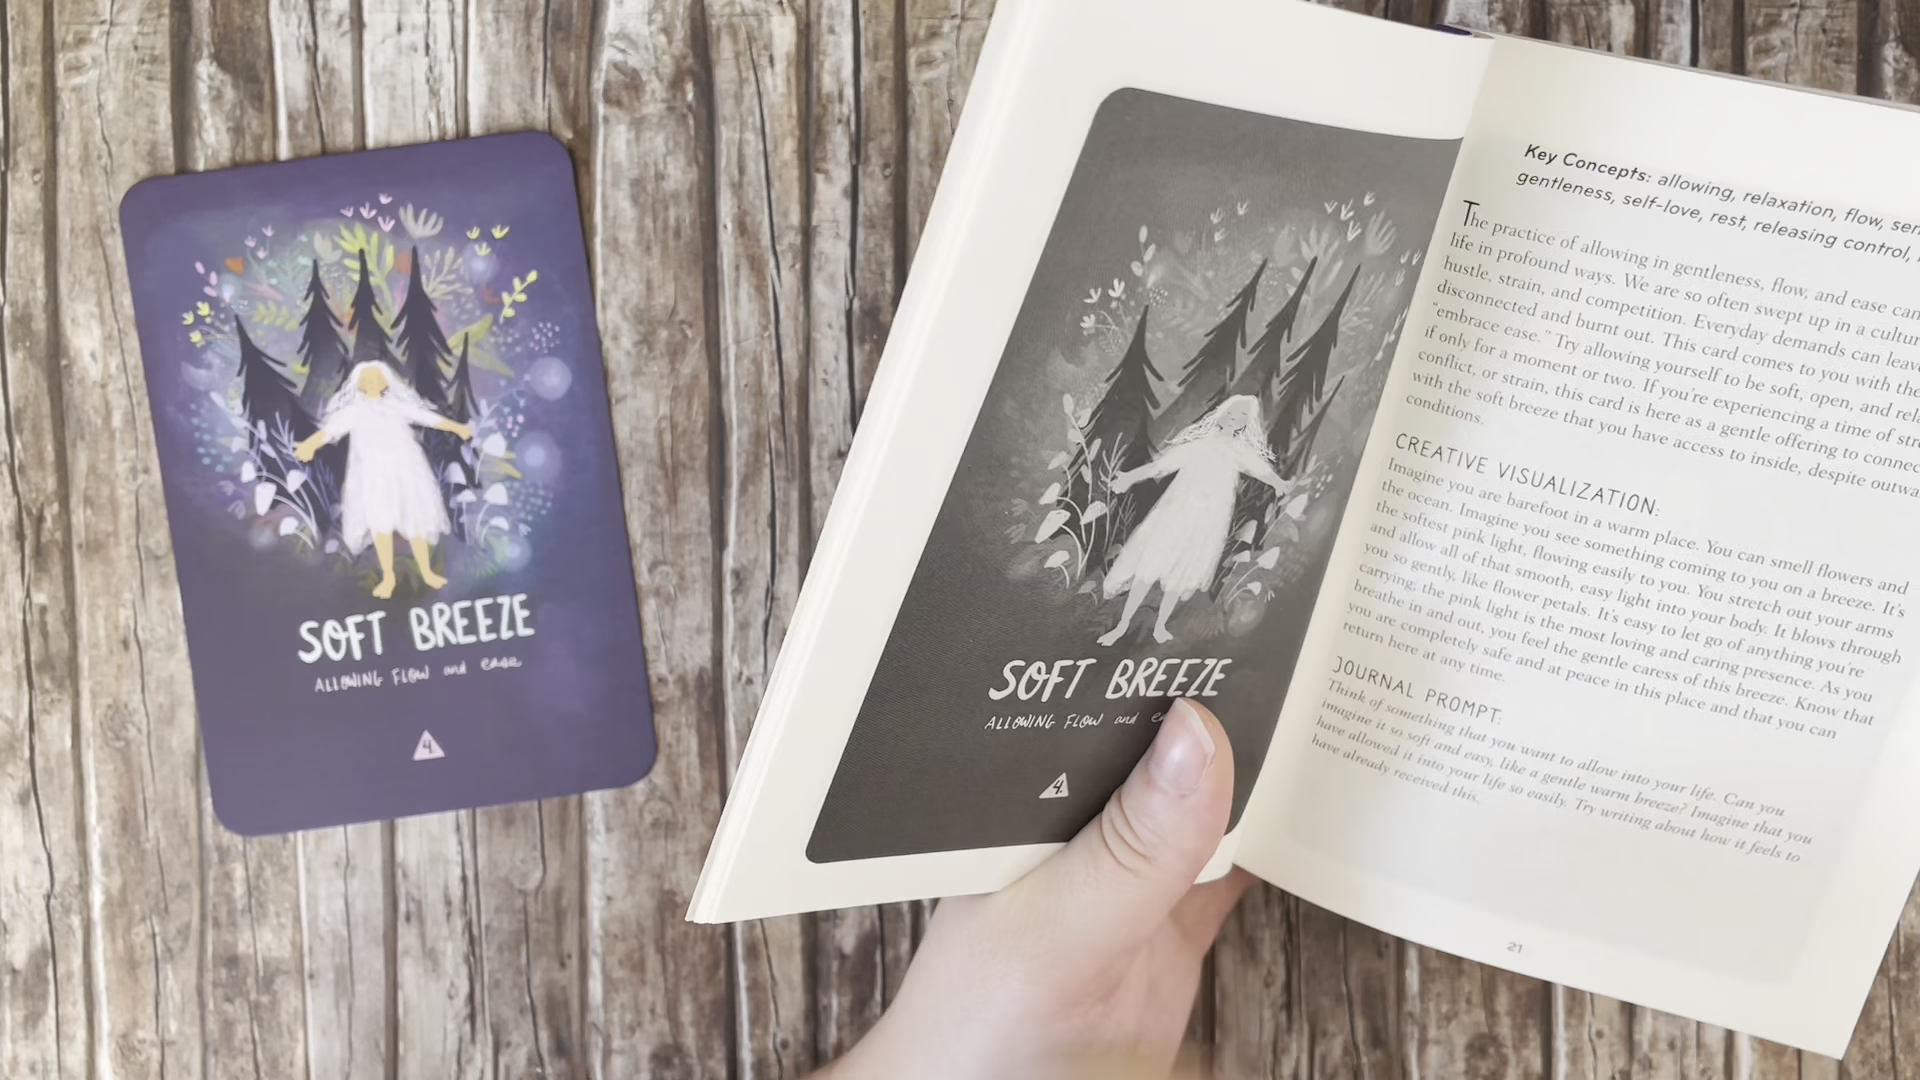 SOFT BREEZE
ALLOWING FLOW and ease
4.
SOFT BREEZE
ALLOWING FLOW and
4.
Key Concepts: allowing, relaxation, flow,
gentleness, self-love, rest, releasing control,
The practice of allowing in gentleness, flow, and ease can
life in profound ways. We are so often swept up in a
hustle, strain, and competition. Everyday demands can
disconnected and burnt out. This card comes to you with
“embrace ease.” Try allowing yourself to be soft, open, and
if only for a moment or two. If you’re experiencing a time of
conflict, or strain, this card is here as a gentle offering to
with the soft breeze that you have access to inside, despite
conditions.
CREATIVE VISUALIZATION:
Imagine you are barefoot in a warm place. You can smell flowers and
the ocean. Imagine you see something coming to you on a breeze. It’s
the softest pink light, flowing easily to you. You stretch out your arms
and allow all of that smooth, easy light into your body. It blows through
you so gently, like flower petals. It’s easy to let go of anything you’re
carrying; the pink light is the most loving and caring presence. As you
breathe in and out, you feel the gentle caress of this breeze. Know that
you are completely safe and at peace in this place and that you can
return here at any time.
JOURNAL PROMPT:
Think of something that you want to allow into your life. Can you
imagine it so soft and easy, like a gentle warm breeze? Imagine that you
have allowed it into your life so easily. Try writing about how it feels to
have already received this.
21